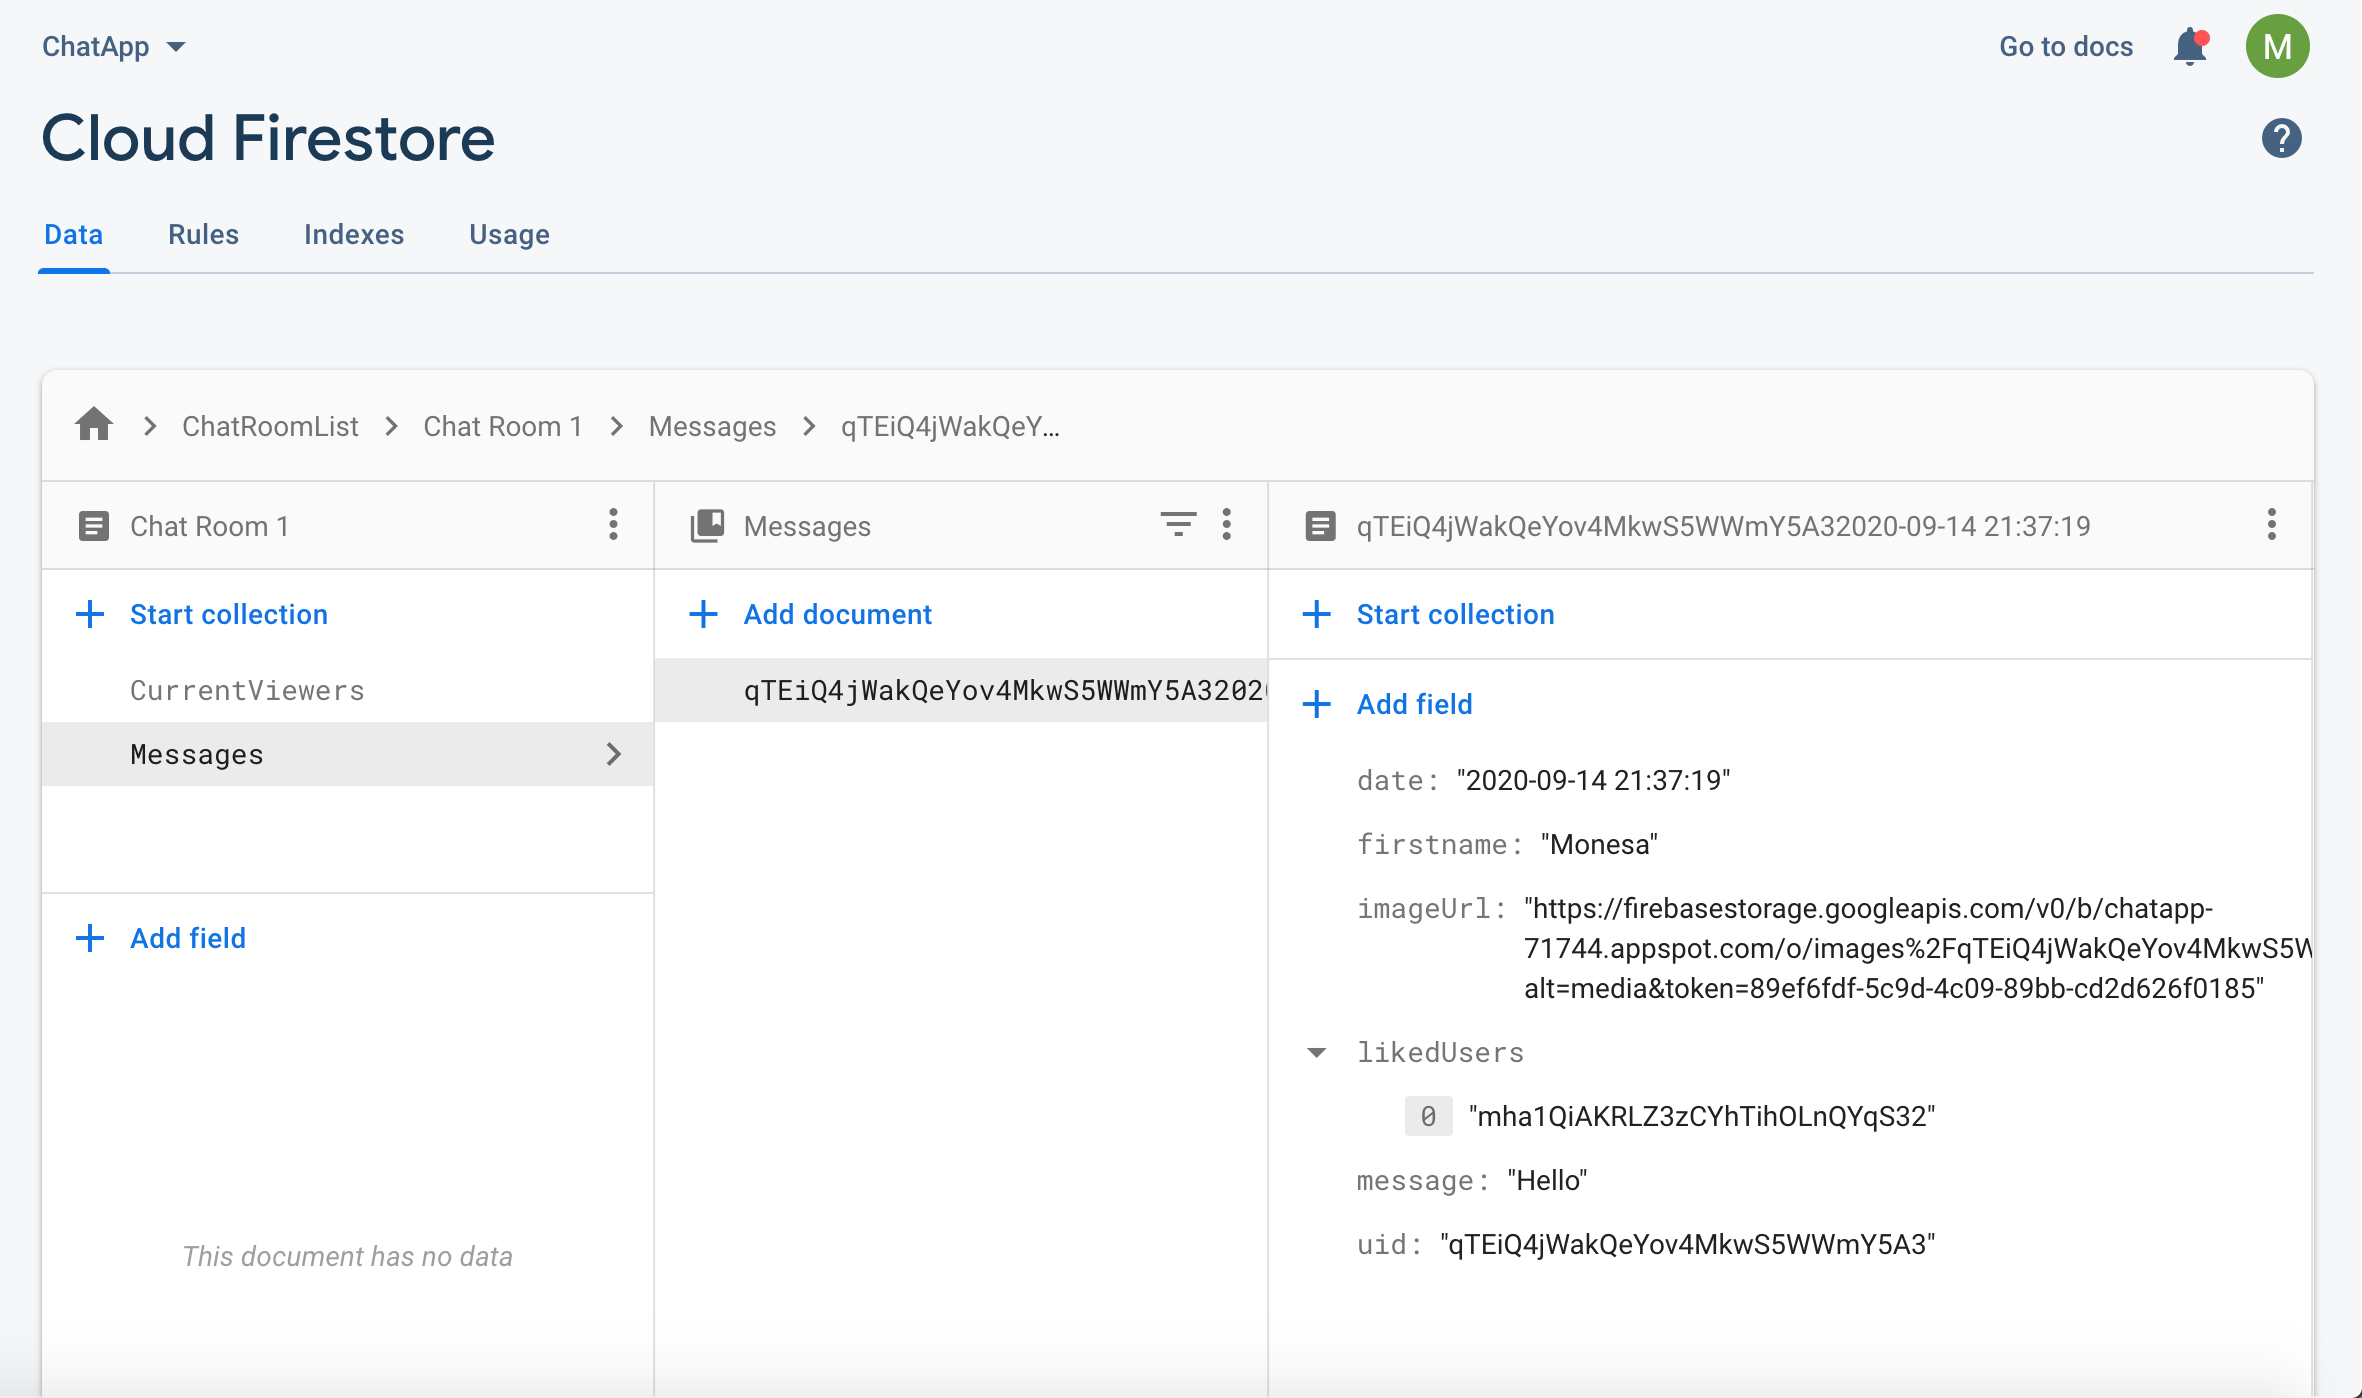 ChatApp
Go to docs
M
Cloud Firestore
Data Rules Indexes Usage
ChatRoomList Chat Room 1 Messages qTEiQ4jWakQeY...
Chat Room 1
Start collection
CurrentViewers
Messages
Add field
This document has no data
Messages
Add document
qTEiQ4jWakQeYov4MkwS5WWmY5A3202
qTEiQ4jWakQeYov4MkwS5WWmY5A32020-09-14 21:37:19
Start collection
Add field
date: "2020-09-14 21:37:19"
firstname: "Monesa"
imageUrl: "https://firebasestorage.googleapis.com/v0/b/chatapp-
71744.appspot.com/o/images%2FqTEiQ4jWakQeYov4MkwS5W
alt=media&token=89ef6fdf-5c9d-4c09-89bb-cd2d626f0185"
likedUsers
0 "mha1QiAKRLZ3zCYhTihOLnQYqS32"
message: "Hello"
uid: "qTEiQ4jWakQeYov4MkwS5WWmY5A3"